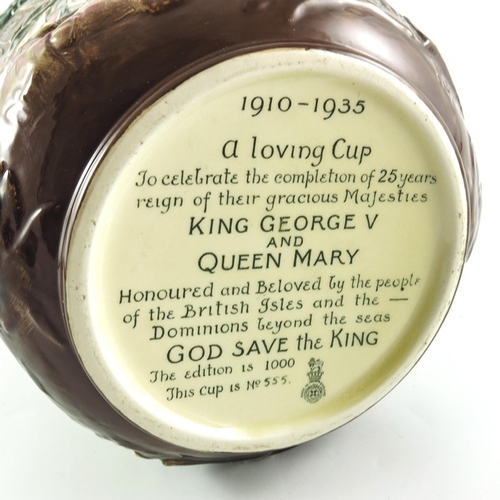 1910-1935
a loving Cup
To celebrate the completion of 25 years
reign of their gracious Majesties
KING GEORGE V
AND
QUEEN MARY
Honoured and Beloved by the people
of the British Isles and the —
Dominions beyond the seas
GOD SAVE the KING
The edition is 1000
This cup is No 555.